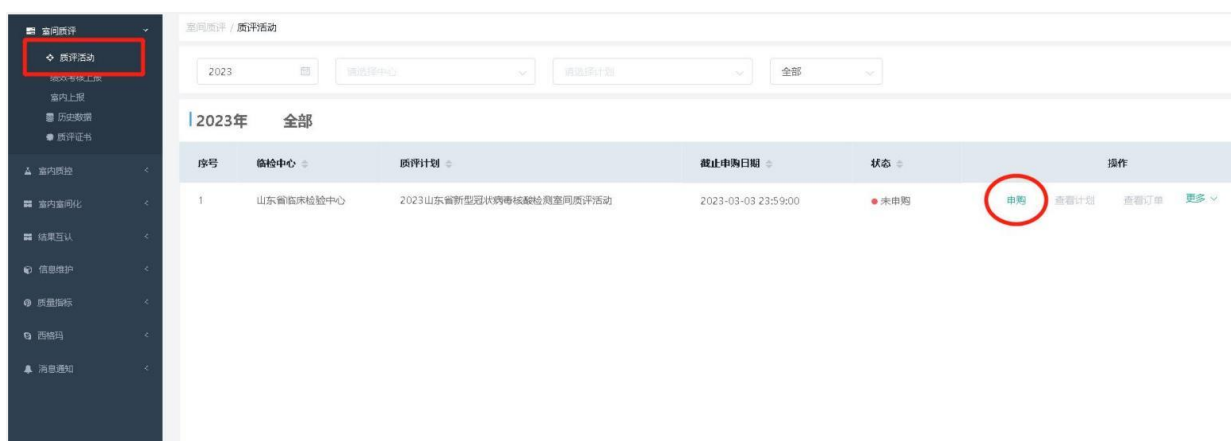 室间质评
质评活动
绩效考核上报
室内上报
历史数据
质评证书
室内质控
室内室间化
结果互认
信息维护
质量指标
西格玛
消息通知
室间质评 / 质评活动
2023 请选择中心 请选择计划 全部
2023年 全部
序号 临检中心 质评计划 截止申购日期 状态 操作
1 山东省临床检验中心 2023山东省新型冠状病毒核酸检测室间质评活动 2023-03-03 23:59:00 未申购 申购 查看计划 查看订单 更多